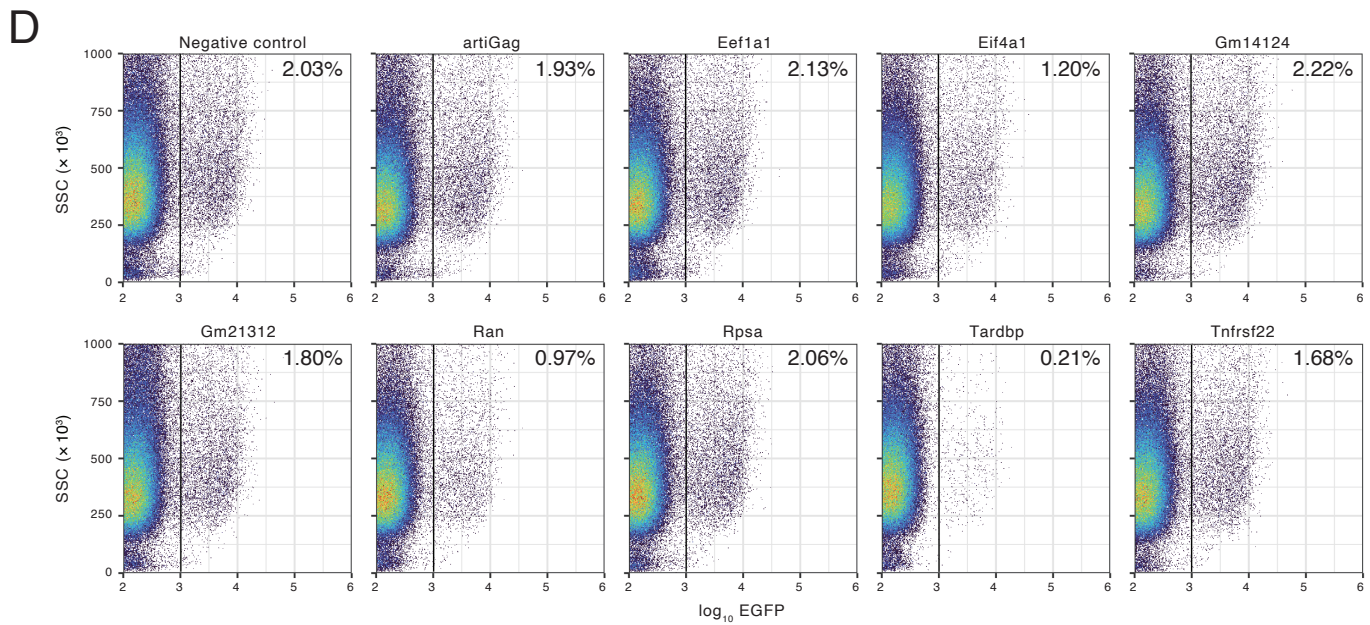 D
Negative control
artiGag
Eef1a1
Eif4a1
Gm14124
1000
2.03%
1.93%
2.13%
1.20%
2.22%
750
SSC (× 10³)
500
250
0
2 3 4 5 6
2 3 4 5 6
2 3 4 5 6
2 3 4 5 6
2 3 4 5 6
Gm21312
Ran
Rpsa
Tardbp
Tnfrsf22
1000
1.80%
0.97%
2.06%
0.21%
1.68%
750
SSC (× 10³)
500
250
0
2 3 4 5 6
2 3 4 5 6
2 3 4 5 6
2 3 4 5 6
2 3 4 5 6
log₁₀ EGFP